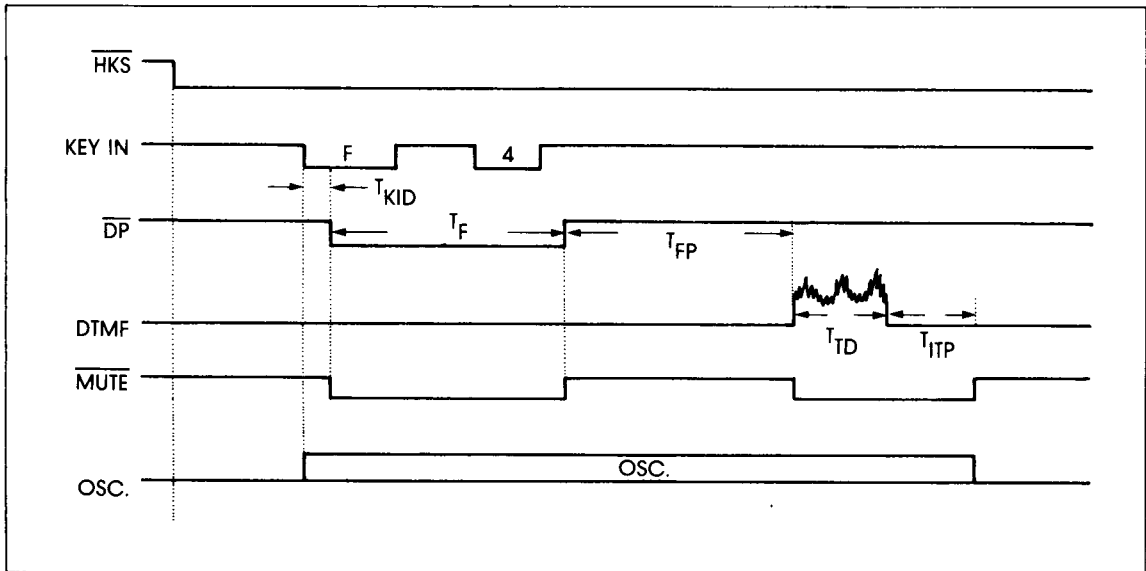 HKS
KEY IN
F
4
TKID
DP
TF
TFP
DTMF
TTD
TITP
MUTE
OSC.
OSC.